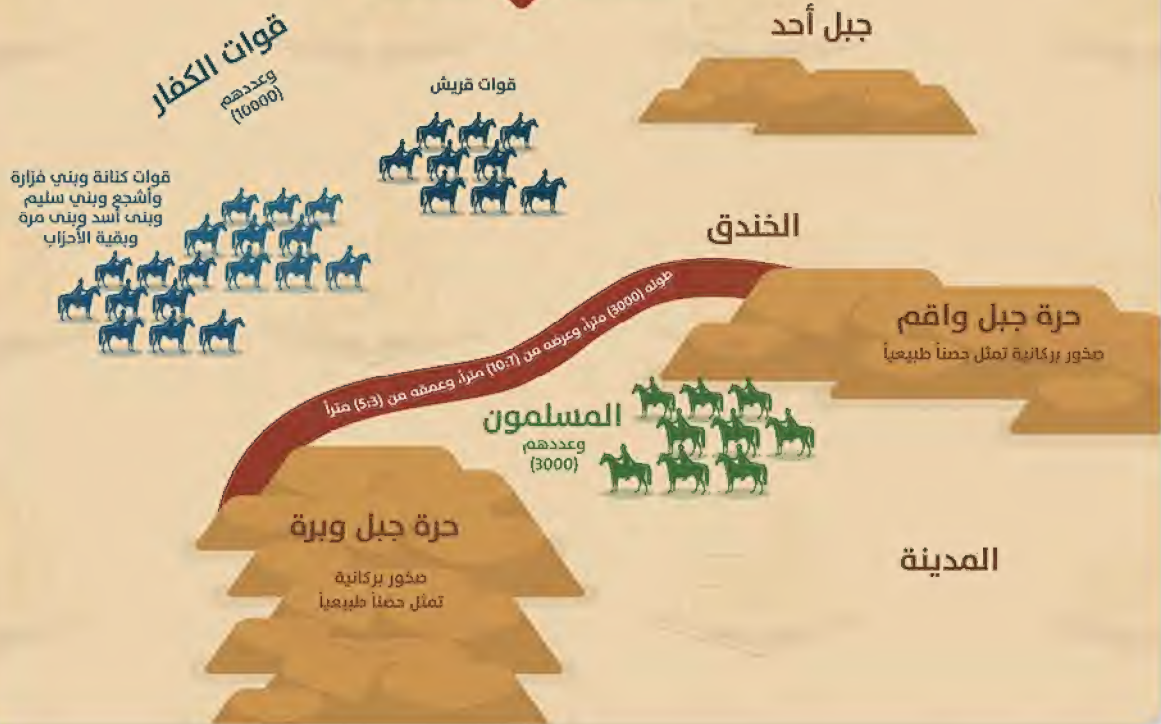 جبل أحد
قوات الكفار
وعددهم
(10000)
قوات قريش
قوات كنانة وبني فزارة
وأشجع وبني سليم
وبنى أسد وبني مرة
وبقية الأحزاب
الخندق
طوله (3000) متراً، وعرضه من (10:7) متراً، وعمقه من (5:3) متراً
حرة جبل واقم
صخور بركانية تمثل حصناً طبيعياً
المسلمون
وعددهم
(3000)
حرة جبل وبرة
صخور بركانية
تمثل حصناً طبيعياً
المدينة